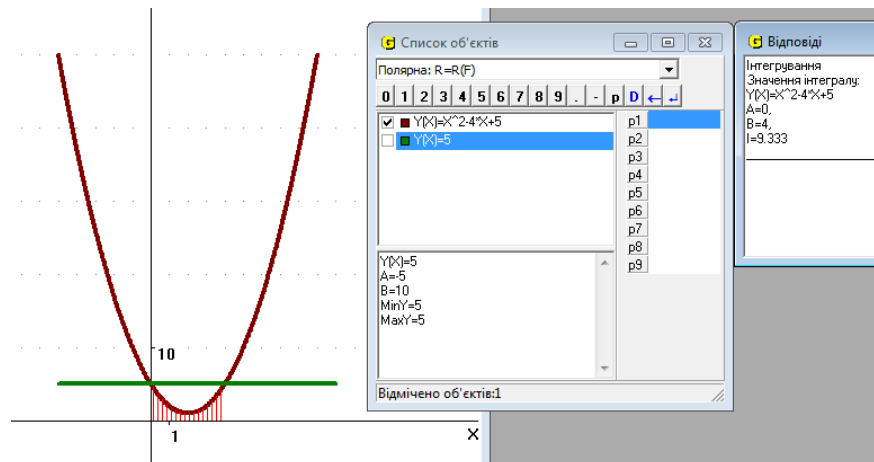 10
1
X
Список об'єктів
Полярна: R=R(F)
0 1 2 3 4 5 6 7 8 9 . - p D ← ↲
Y(X)=X^2-4*X+5
Y(X)=5
p1
p2
p3
p4
p5
p6
p7
p8
p9
Y(X)=5
A=-5
B=10
MinY=5
MaxY=5
Відмічено об'єктів:1
Відповіді
Інтегрування
Значення інтегралу:
Y(X)=X^2-4*X+5
A=0,
B=4,
I=9.333